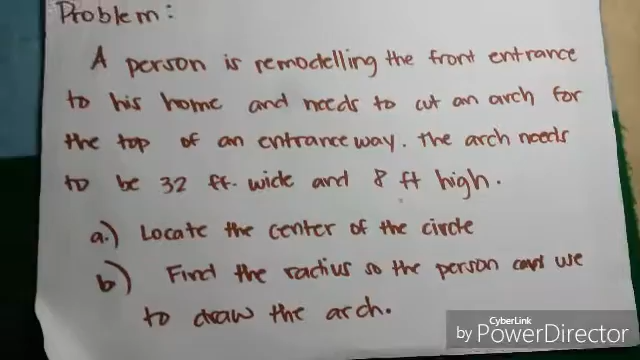 Problem:
A person is remodelling the front entrance
to his home and needs to cut an arch for
the top of an entranceway. The arch needs
to be 32 ft. wide and 8 ft high.
a.) Locate the center of the circle
b) Find the radius so the person can use
to draw the arch.
CyberLink
by PowerDirector